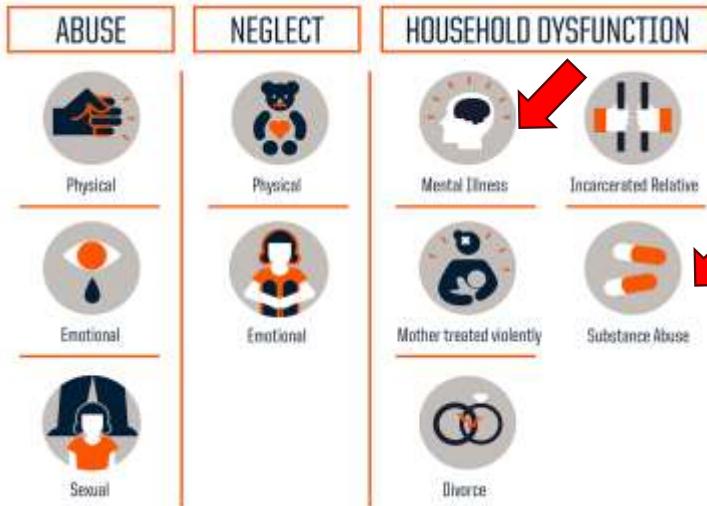 ABUSE
NEGLECT
HOUSEHOLD DYSFUNCTION
Physical
Physical
Mental Illness
Incarcerated Relative
Emotional
Emotional
Mother treated violently
Substance Abuse
Sexual
Divorce